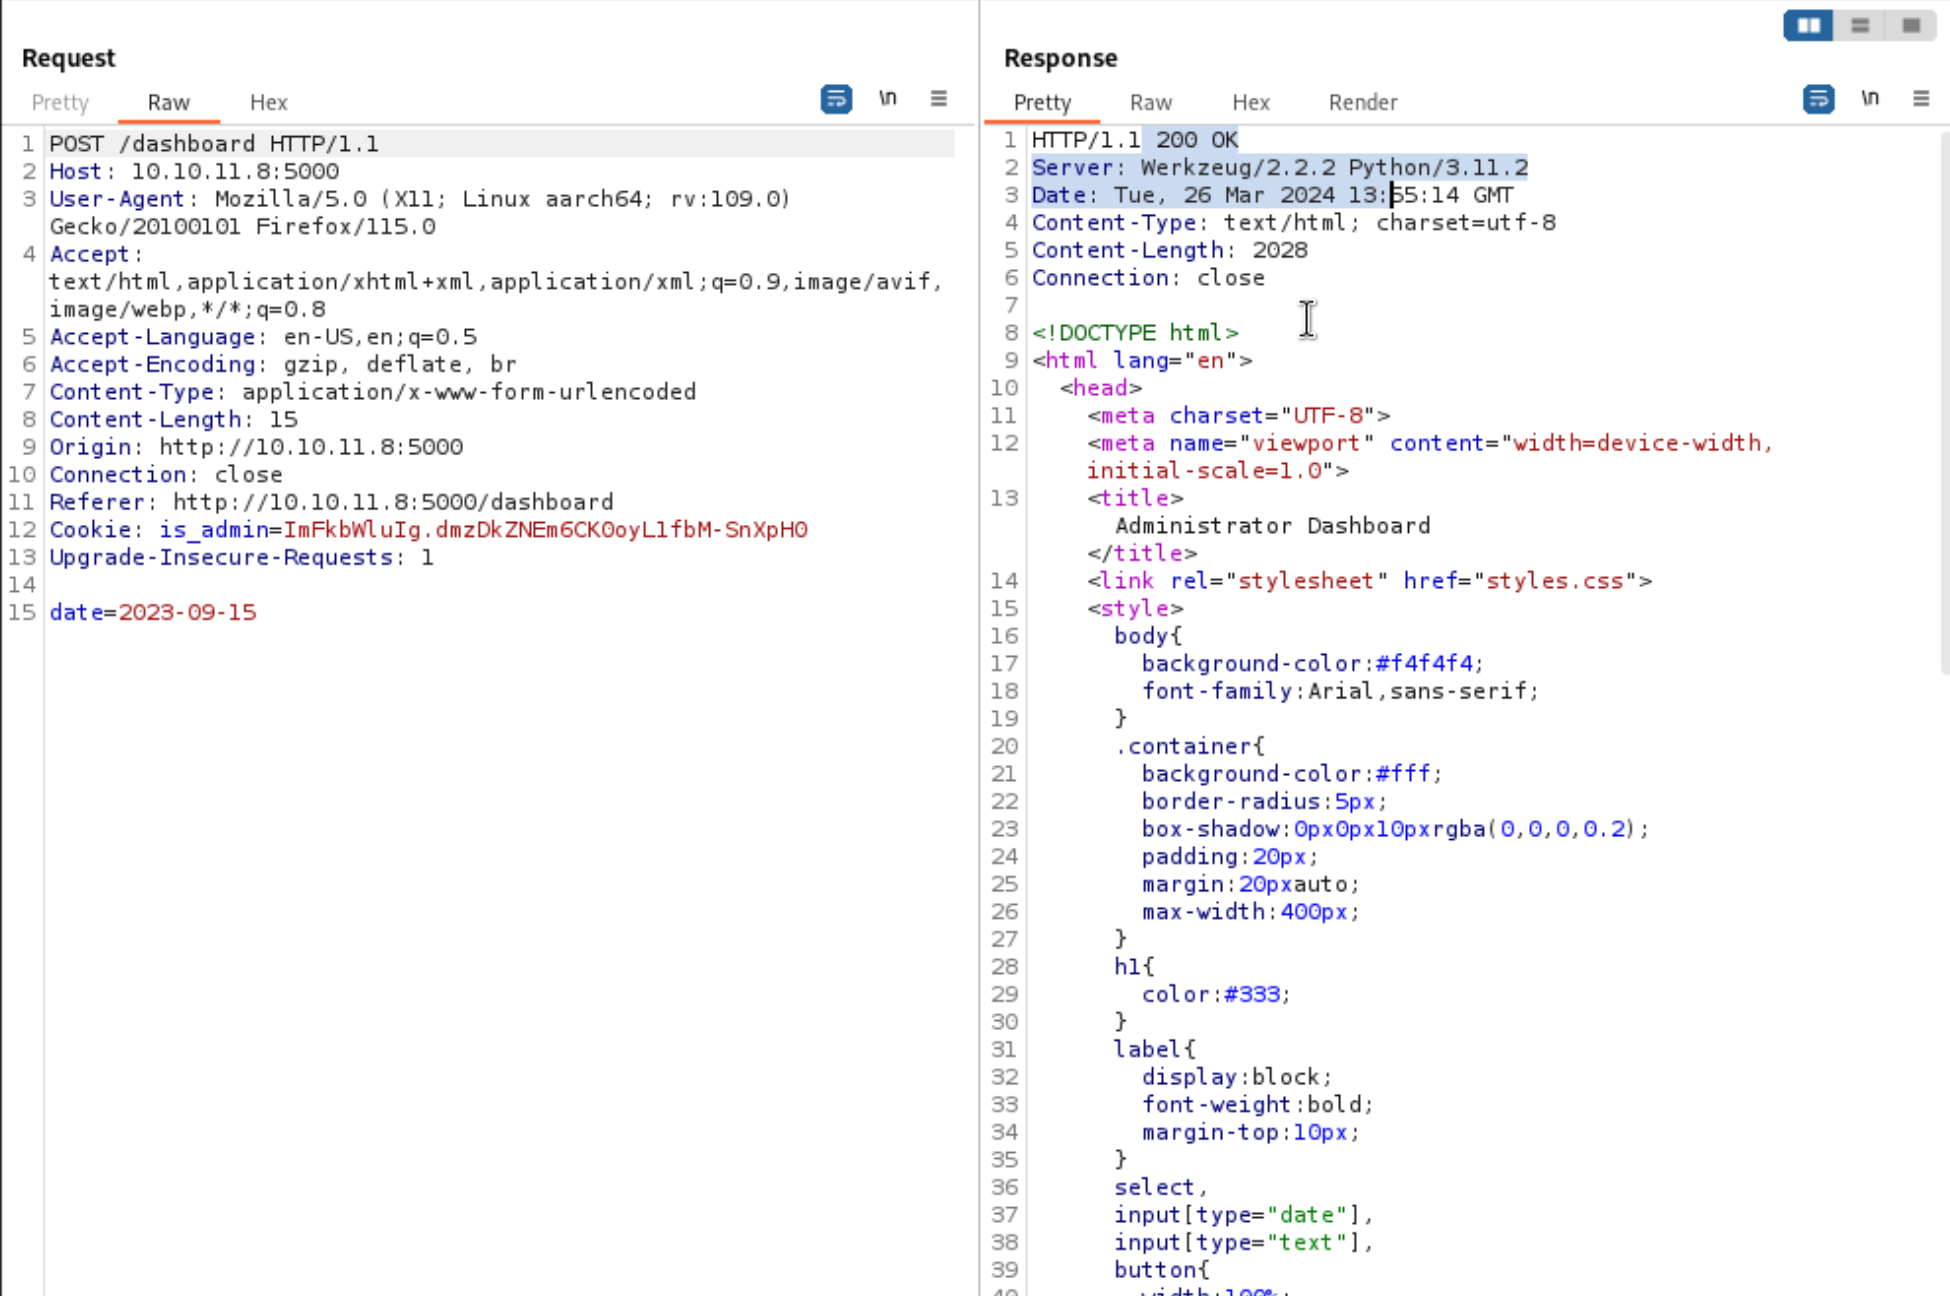 Request
Pretty Raw Hex \n
1 POST /dashboard HTTP/1.1
2 Host: 10.10.11.8:5000
3 User-Agent: Mozilla/5.0 (X11; Linux aarch64; rv:109.0)
Gecko/20100101 Firefox/115.0
4 Accept:
text/html,application/xhtml+xml,application/xml;q=0.9,image/avif,
image/webp,*/*;q=0.8
5 Accept-Language: en-US,en;q=0.5
6 Accept-Encoding: gzip, deflate, br
7 Content-Type: application/x-www-form-urlencoded
8 Content-Length: 15
9 Origin: http://10.10.11.8:5000
10 Connection: close
11 Referer: http://10.10.11.8:5000/dashboard
12 Cookie: is_admin=ImFkbWluIg.dmzDkZNEm6CK0oyL1fbM-SnXpH0
13 Upgrade-Insecure-Requests: 1
14
15 date=2023-09-15
Response
Pretty Raw Hex Render \n
1 HTTP/1.1 200 OK
2 Server: Werkzeug/2.2.2 Python/3.11.2
3 Date: Tue, 26 Mar 2024 13:55:14 GMT
4 Content-Type: text/html; charset=utf-8
5 Content-Length: 2028
6 Connection: close
7
8 <!DOCTYPE html>
9 <html lang="en">
10 <head>
11 <meta charset="UTF-8">
12 <meta name="viewport" content="width=device-width,
initial-scale=1.0">
13 <title>
Administrator Dashboard
</title>
14 <link rel="stylesheet" href="styles.css">
15 <style>
16 body{
17 background-color:#f4f4f4;
18 font-family:Arial,sans-serif;
19 }
20 .container{
21 background-color:#fff;
22 border-radius:5px;
23 box-shadow:0px0px10pxrgba(0,0,0,0.2);
24 padding:20px;
25 margin:20pxauto;
26 max-width:400px;
27 }
28 h1{
29 color:#333;
30 }
31 label{
32 display:block;
33 font-weight:bold;
34 margin-top:10px;
35 }
36 select,
37 input[type="date"],
38 input[type="text"],
39 button{
40 width:100%;